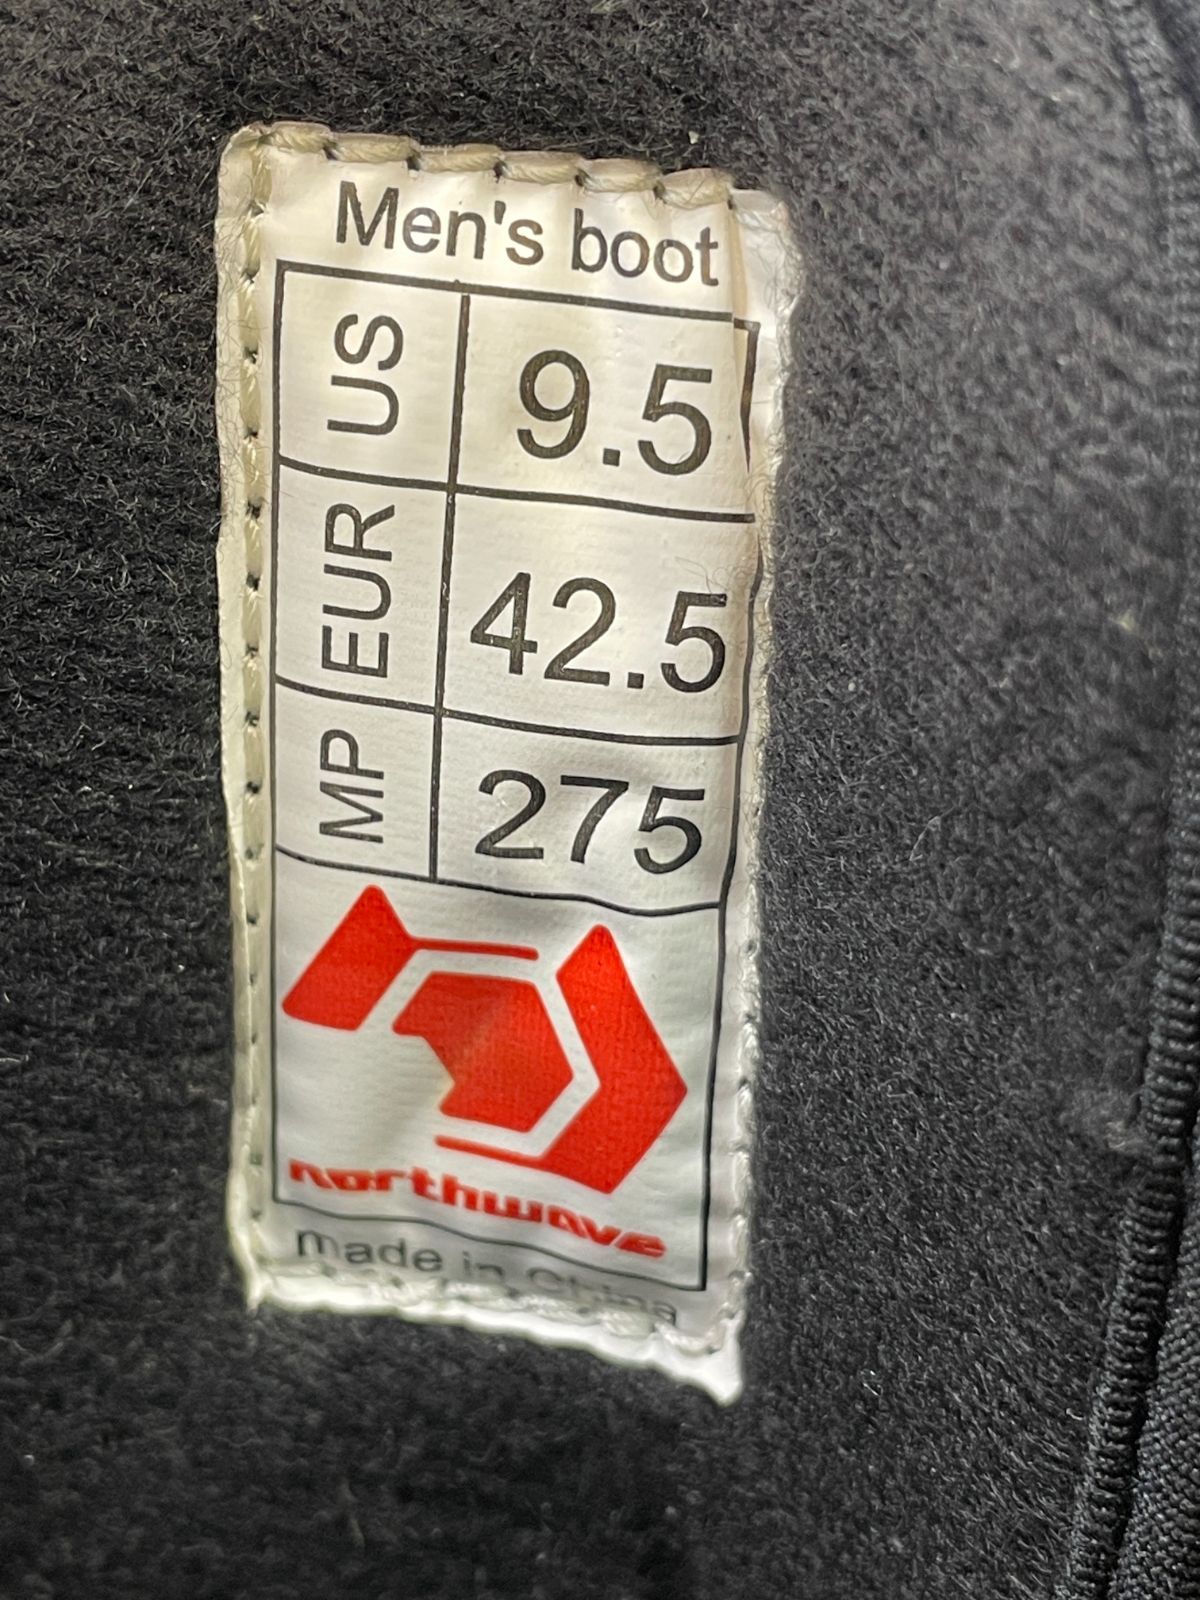 Men's boot
US 9.5
EUR 42.5
MP 275
northwave
made in China